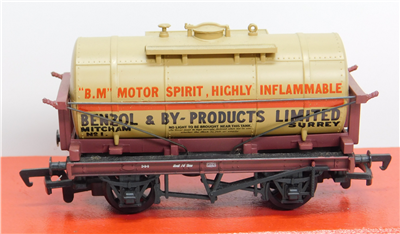 "B.M" MOTOR SPIRIT, HIGHLY INFLAMMABLE
BENZOL & BY-PRODUCTS LIMITED
MITCHAM SURREY
NO LIGHT TO BE BROUGHT NEAR THIS TANK
Nº 1.